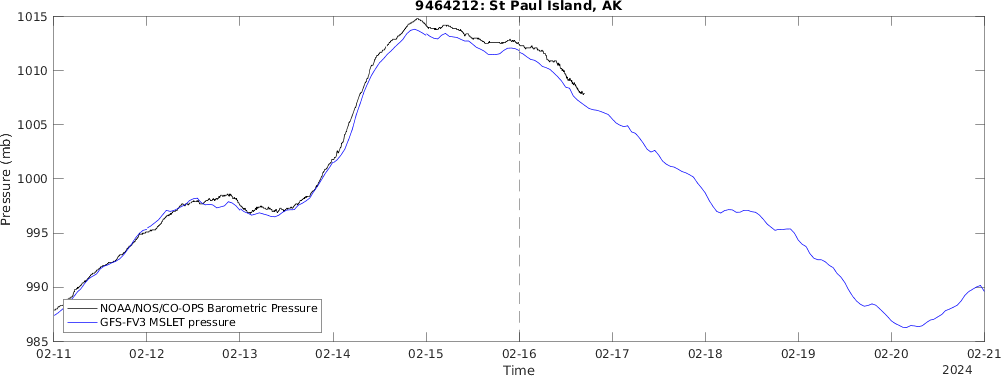 9464212: St Paul Island, AK
Pressure (mb)
1015
1010
1005
1000
995
990
985
NOAA/NOS/CO-OPS Barometric Pressure
GFS-FV3 MSLET pressure
02-11 02-12 02-13 02-14 02-15 02-16 02-17 02-18 02-19 02-20 02-21
Time
2024